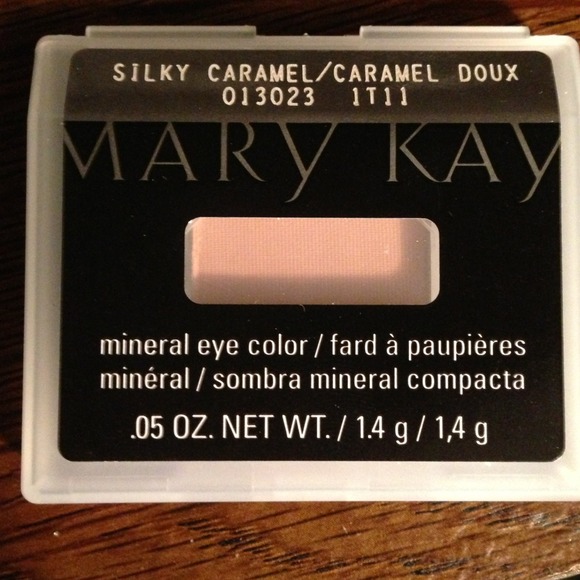 SiLKY CARAMEL/CARAMEL DOUX
013023 1T11
MARY KAY
mineral eye color / fard à paupières
minéral / sombra mineral compacta
.05 OZ. NET WT. / 1.4 g / 1,4 g